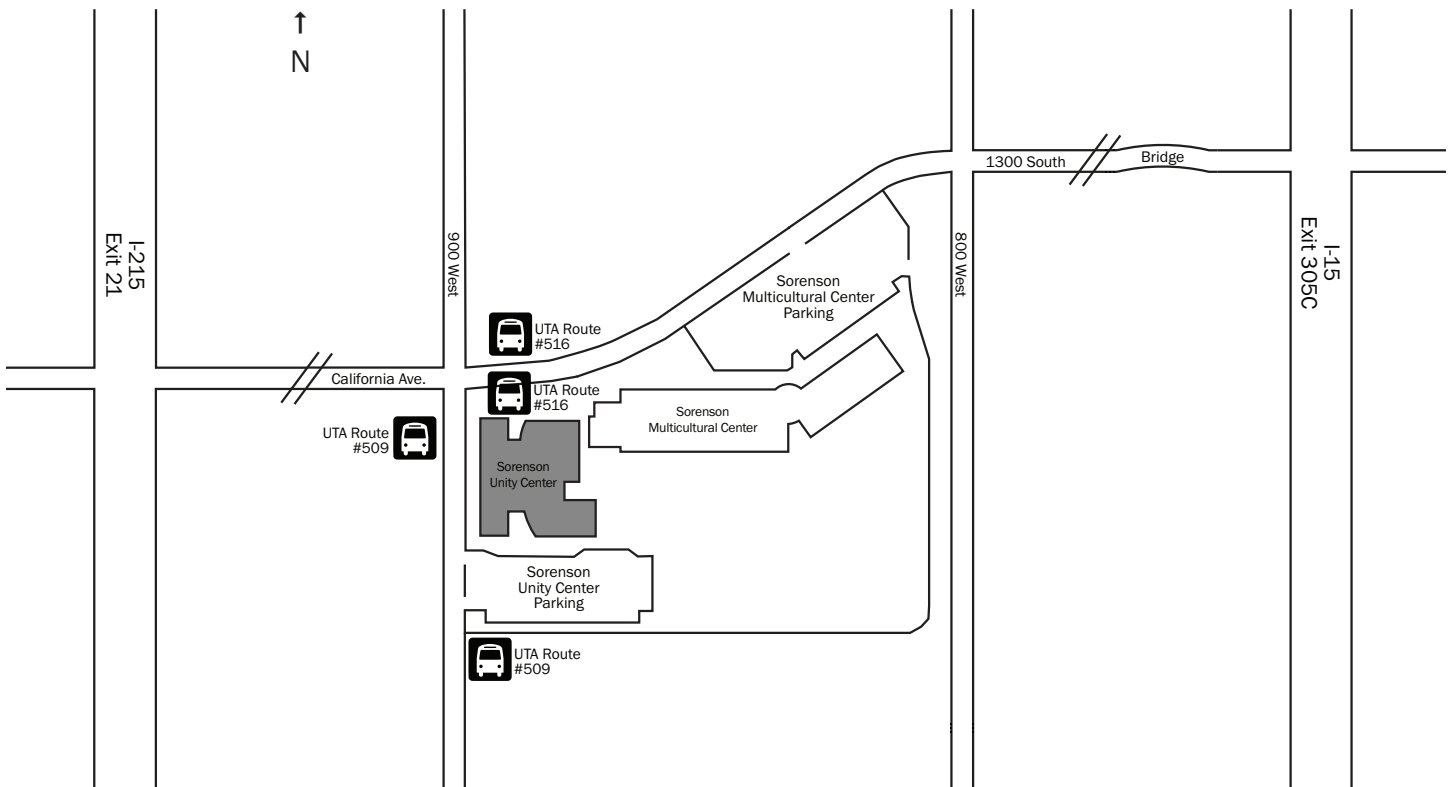 N
1300 South
Bridge
I-215
Exit 21
900 West
800 West
I-15
Exit 305C
Sorenson
Multicultural Center
Parking
UTA Route
#516
California Ave.
UTA Route
#516
Sorenson
Multicultural Center
UTA Route
#509
Sorenson
Unity Center
Sorenson
Unity Center
Parking
UTA Route
#509